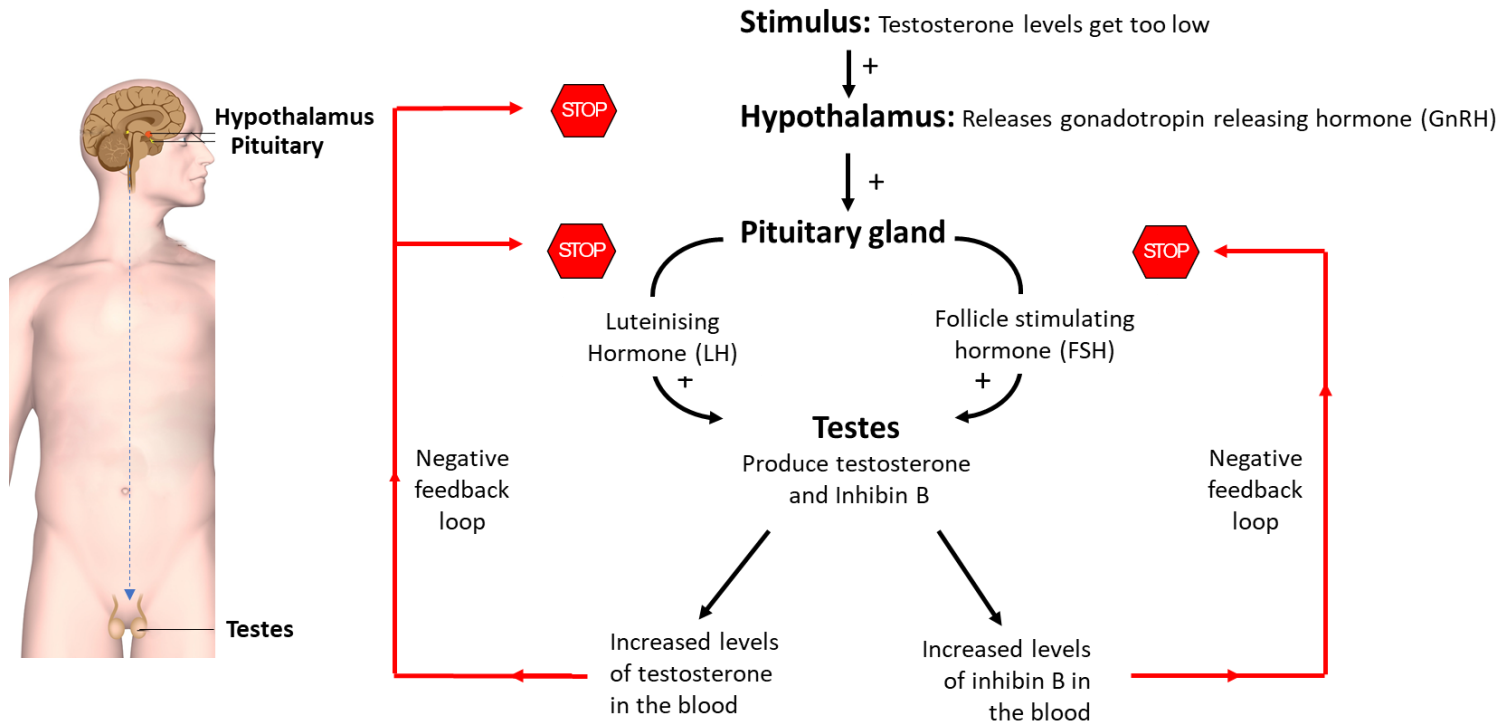 Stimulus: Testosterone levels get too low
+
Hypothalamus: Releases gonadotropin releasing hormone (GnRH)
+
Pituitary gland
STOP
STOP
STOP
Hypothalamus
Pituitary
Luteinising
Hormone (LH)
+
Follicle stimulating
hormone (FSH)
+
Testes
Produce testosterone
and Inhibin B
Negative
feedback
loop
Negative
feedback
loop
Testes
Increased levels
of testosterone
in the blood
Increased levels
of inhibin B in
the blood